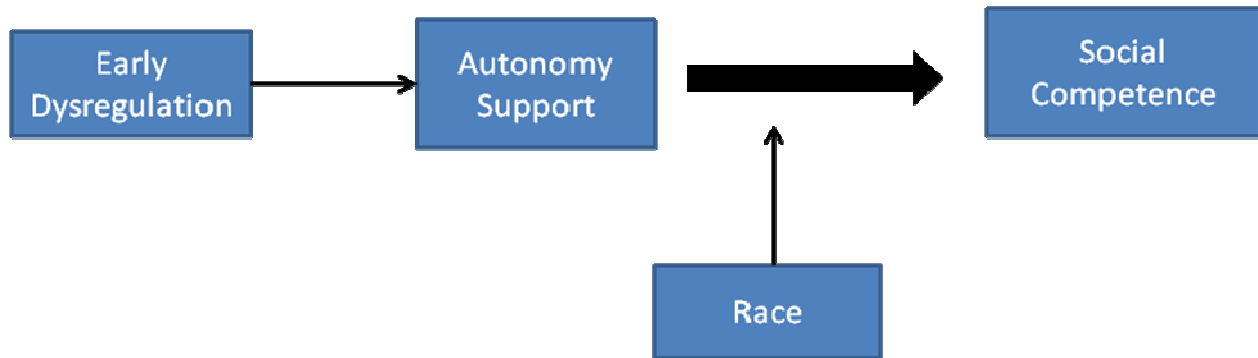 Early
Dysregulation
Autonomy
Support
Social
Competence
Race